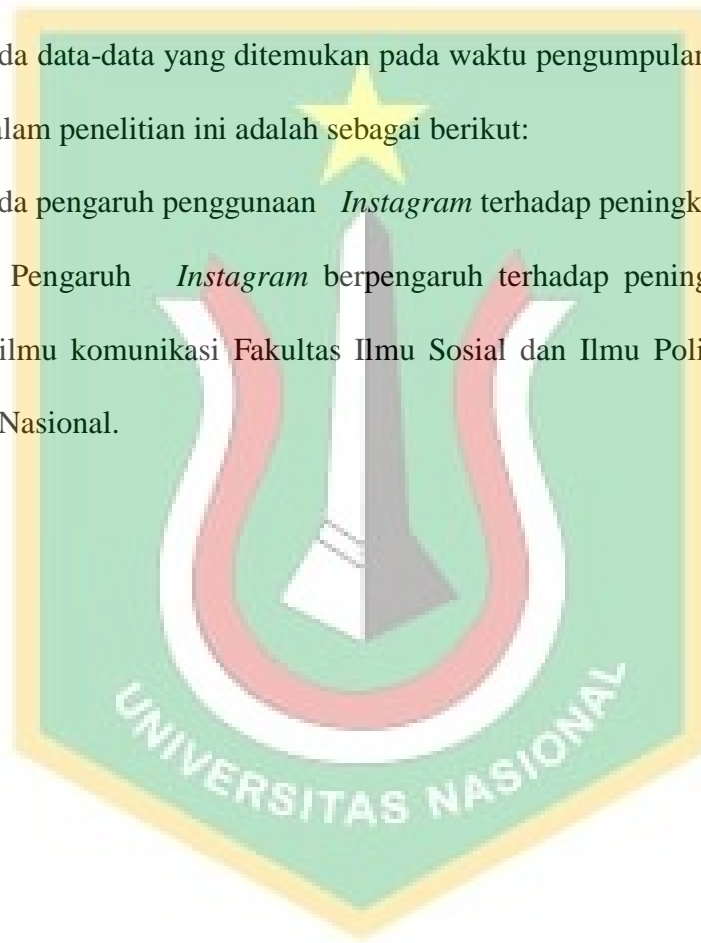 da data-data yang ditemukan pada waktu pengumpulan
alam penelitian ini adalah sebagai berikut:
da pengaruh penggunaan Instagram terhadap peningk
Pengaruh Instagram berpengaruh terhadap pening
ilmu komunikasi Fakultas Ilmu Sosial dan Ilmu Poli
Nasional.
UNIVERSITAS NASIONAL